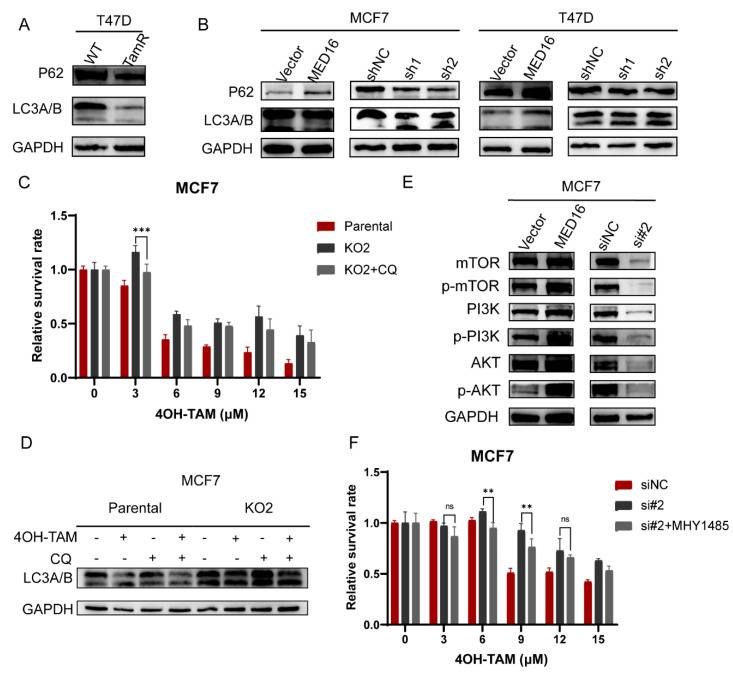 A
T47D
WT TamR
P62
LC3A/B
GAPDH
B
MCF7 T47D
Vector MED16 shNC sh1 sh2 Vector MED16 shNC sh1 sh2
P62
LC3A/B
GAPDH
C
MCF7
Relative survival rate
1.5
1.0
0.5
0.0
***
Parental
KO2
KO2+CQ
0 3 6 9 12 15
4OH-TAM (μM)
D
MCF7
Parental KO2
4OH-TAM - + - + - + - +
CQ - - + + - - + +
LC3A/B
GAPDH
E
MCF7
Vector MED16 siNC si#2
mTOR
p-mTOR
PI3K
p-PI3K
AKT
p-AKT
GAPDH
F
MCF7
Relative survival rate
1.5
1.0
0.5
0.0
ns ** ** ns
siNC
si#2
si#2+MHY1485
0 3 6 9 12 15
4OH-TAM (μM)